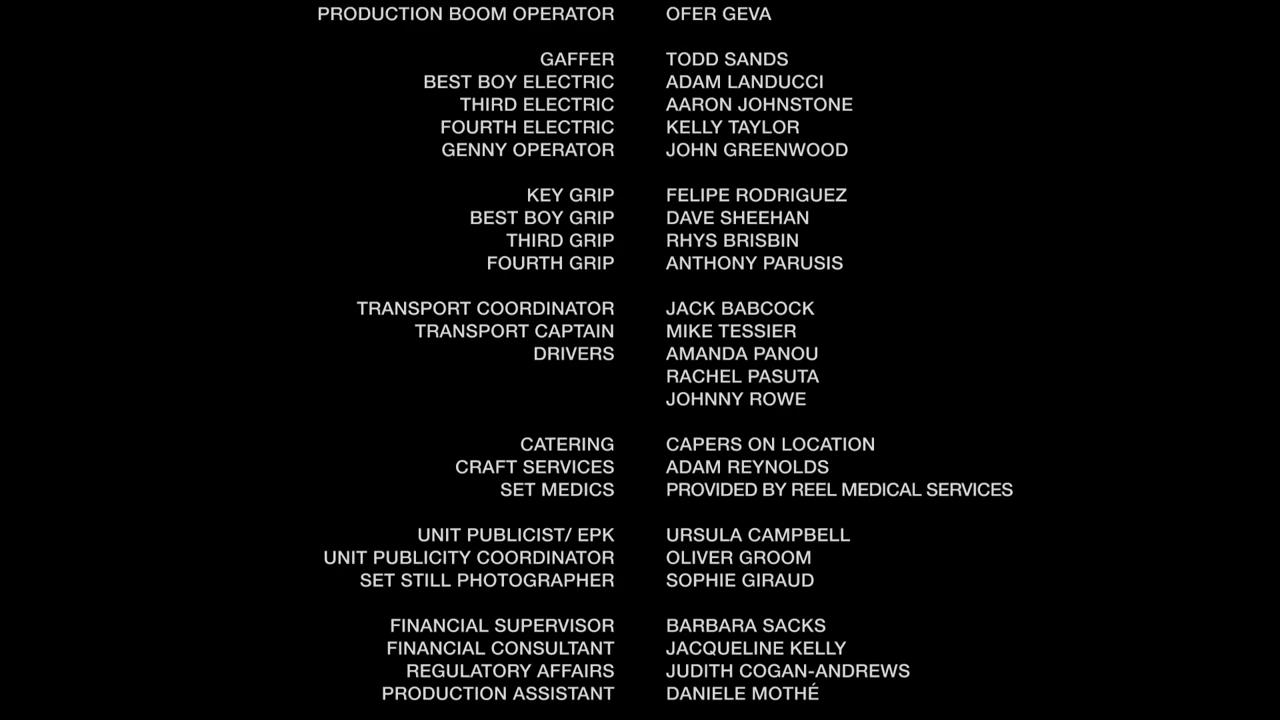 PRODUCTION BOOM OPERATOR OFER GEVA
GAFFER TODD SANDS
BEST BOY ELECTRIC ADAM LANDUCCI
THIRD ELECTRIC AARON JOHNSTONE
FOURTH ELECTRIC KELLY TAYLOR
GENNY OPERATOR JOHN GREENWOOD
KEY GRIP FELIPE RODRIGUEZ
BEST BOY GRIP DAVE SHEEHAN
THIRD GRIP RHYS BRISBIN
FOURTH GRIP ANTHONY PARUSIS
TRANSPORT COORDINATOR JACK BABCOCK
TRANSPORT CAPTAIN MIKE TESSIER
DRIVERS AMANDA PANOU
RACHEL PASUTA
JOHNNY ROWE
CATERING CAPERS ON LOCATION
CRAFT SERVICES ADAM REYNOLDS
SET MEDICS PROVIDED BY REEL MEDICAL SERVICES
UNIT PUBLICIST/ EPK URSULA CAMPBELL
UNIT PUBLICITY COORDINATOR OLIVER GROOM
SET STILL PHOTOGRAPHER SOPHIE GIRAUD
FINANCIAL SUPERVISOR BARBARA SACKS
FINANCIAL CONSULTANT JACQUELINE KELLY
REGULATORY AFFAIRS JUDITH COGAN-ANDREWS
PRODUCTION ASSISTANT DANIELE MOTHÉ